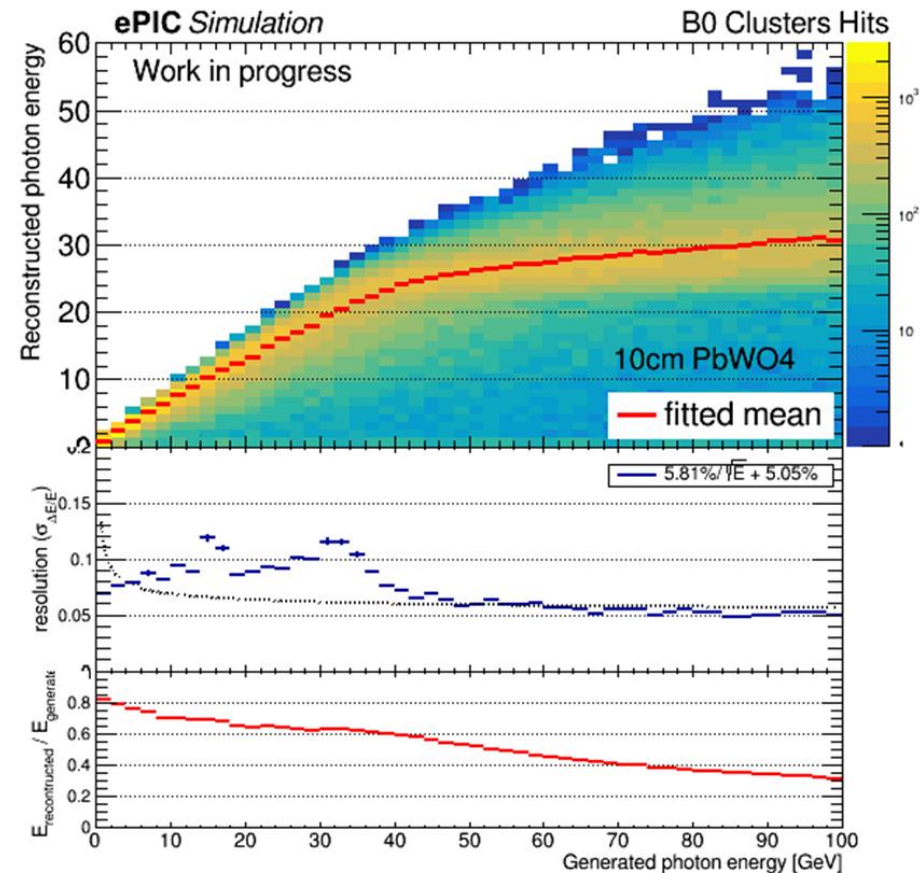 ePIC Simulation
B0 Clusters Hits
Work in progress
Reconstructed photon energy
60
50
40
30
20
10
10³
10²
10
10cm PbWO4
fitted mean
resolution (σ_ΔE/E)
0.15
0.1
0.05
5.81%/√E + 5.05%
E_reconstructed / E_generate
0.8
0.6
0.4
0.2
0
0 10 20 30 40 50 60 70 80 90 100
Generated photon energy [GeV]